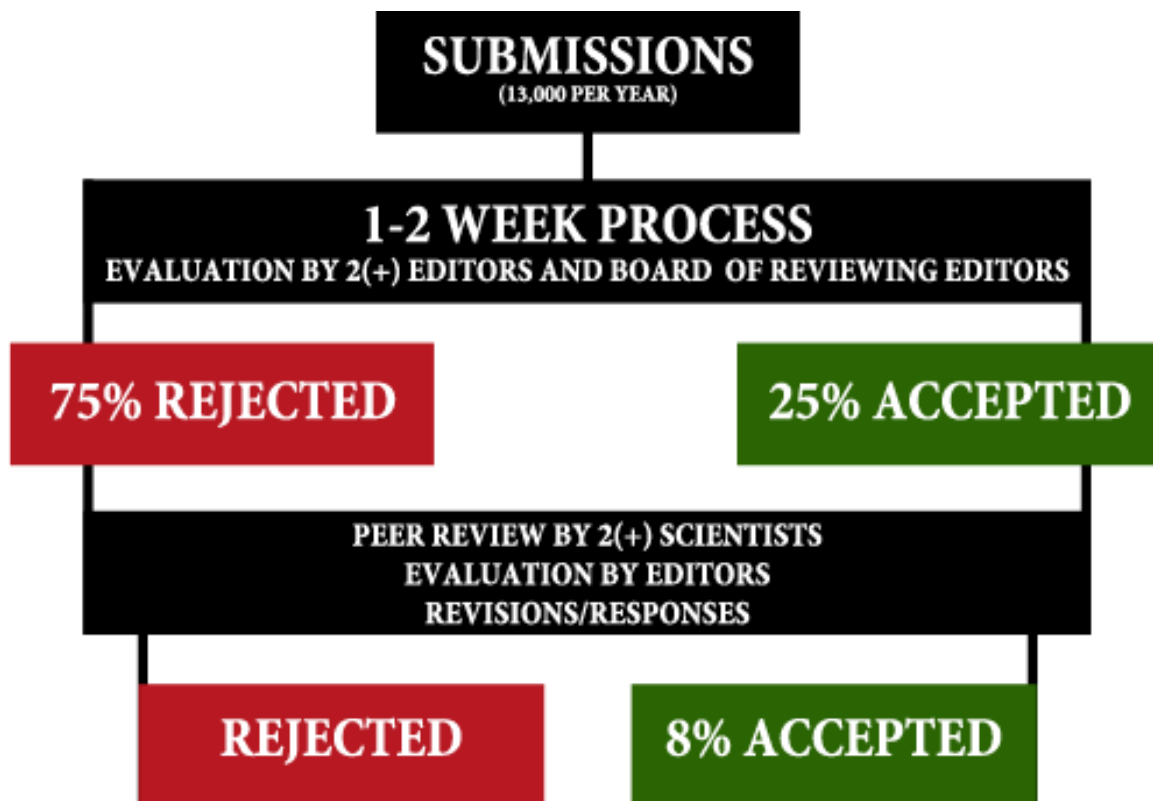 SUBMISSIONS
(13,000 PER YEAR)
1-2 WEEK PROCESS
EVALUATION BY 2(+) EDITORS AND BOARD OF REVIEWING EDITORS
75% REJECTED
25% ACCEPTED
PEER REVIEW BY 2(+) SCIENTISTS
EVALUATION BY EDITORS
REVISIONS/RESPONSES
REJECTED
8% ACCEPTED